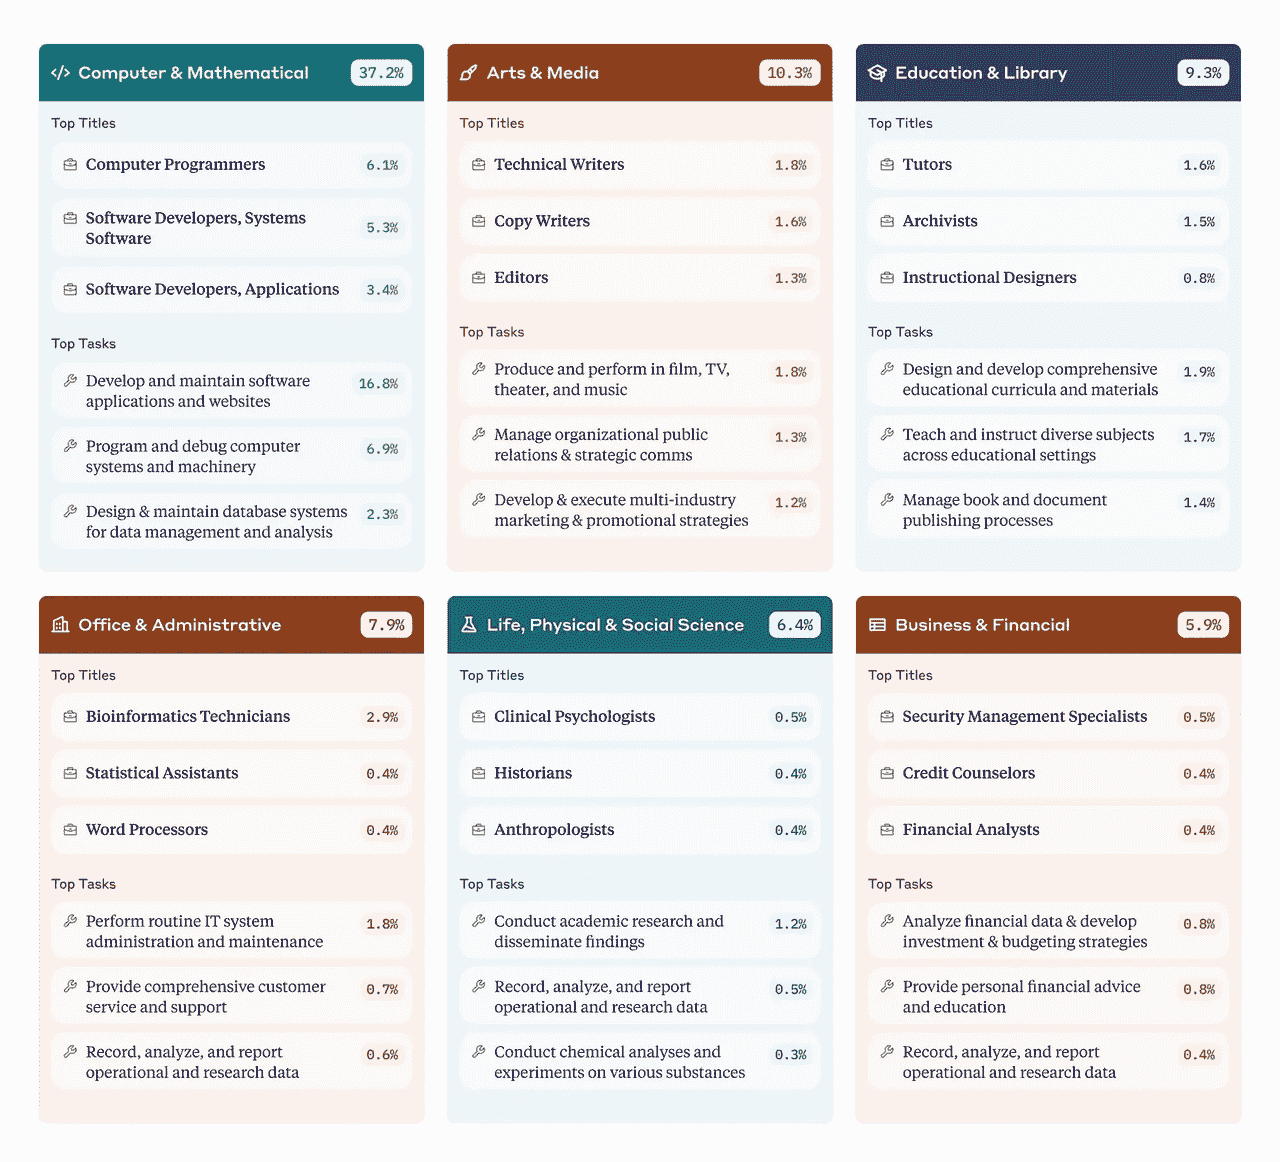 Computer & Mathematical 37.2%
Top Titles
Computer Programmers 6.1%
Software Developers, Systems
Software 5.3%
Software Developers, Applications 3.4%
Top Tasks
Develop and maintain software
applications and websites 16.8%
Program and debug computer
systems and machinery 6.9%
Design & maintain database systems
for data management and analysis 2.3%
Arts & Media 10.3%
Top Titles
Technical Writers 1.8%
Copy Writers 1.6%
Editors 1.3%
Top Tasks
Produce and perform in film, TV,
theater, and music 1.8%
Manage organizational public
relations & strategic comms 1.3%
Develop & execute multi-industry
marketing & promotional strategies 1.2%
Education & Library 9.3%
Top Titles
Tutors 1.6%
Archivists 1.5%
Instructional Designers 0.8%
Top Tasks
Design and develop comprehensive
educational curricula and materials 1.9%
Teach and instruct diverse subjects
across educational settings 1.7%
Manage book and document
publishing processes 1.4%
Office & Administrative 7.9%
Top Titles
Bioinformatics Technicians 2.9%
Statistical Assistants 0.4%
Word Processors 0.4%
Top Tasks
Perform routine IT system
administration and maintenance 1.8%
Provide comprehensive customer
service and support 0.7%
Record, analyze, and report
operational and research data 0.6%
Life, Physical & Social Science 6.4%
Top Titles
Clinical Psychologists 0.5%
Historians 0.4%
Anthropologists 0.4%
Top Tasks
Conduct academic research and
disseminate findings 1.2%
Record, analyze, and report
operational and research data 0.5%
Conduct chemical analyses and
experiments on various substances 0.3%
Business & Financial 5.9%
Top Titles
Security Management Specialists 0.5%
Credit Counselors 0.4%
Financial Analysts 0.4%
Top Tasks
Analyze financial data & develop
investment & budgeting strategies 0.8%
Provide personal financial advice
and education 0.8%
Record, analyze, and report
operational and research data 0.4%